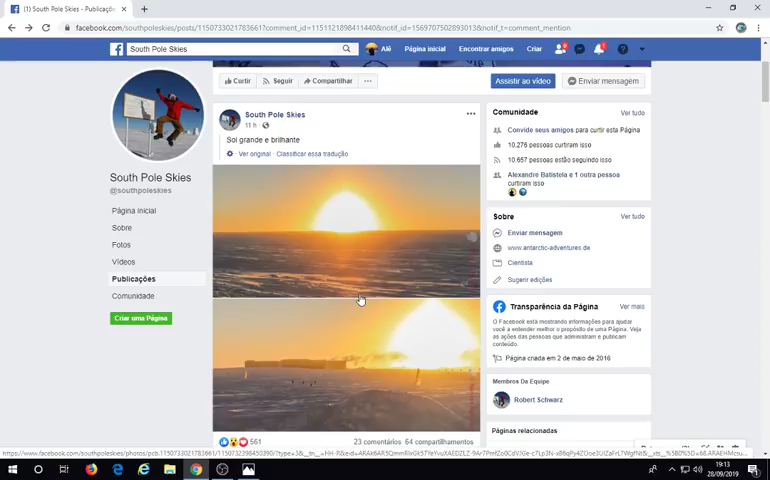 (1) South Pole Skies - Publicaçõe
facebook.com/southpoleskies/posts/1150733021783661?comment_id=1151121898411440&notif_id=1569707502893013&notif_t=comment_mention
South Pole Skies
Alê
Página inicial
Encontrar amigos
Criar
Curtir
Seguir
Compartilhar
Assistir ao vídeo
Enviar mensagem
South Pole Skies
@southpoleskies
Página inicial
Sobre
Fotos
Vídeos
Publicações
Comunidade
Criar uma Página
South Pole Skies
11 h ·
Sol grande e brilhante
Ver original · Classificar essa tradução
561
23 comentários 64 compartilhamentos
Comunidade
Ver tudo
Convide seus amigos para curtir esta Página
10.276 pessoas curtiram isso
10.657 pessoas estão seguindo isso
Alexandre Batistela e 1 outra pessoa
curtiram isso
Sobre
Ver tudo
Enviar mensagem
www.antarctic-adventures.de
Cientista
Sugerir edições
Transparência da Página
Ver mais
O Facebook está mostrando informações para
ajudar você a entender melhor o propósito de uma Página. Veja
as ações das pessoas que administram e publicam
conteúdo.
Página criada em 2 de maio de 2016
Membros Da Equipe
Robert Schwarz
Páginas relacionadas
19:13
28/09/2019